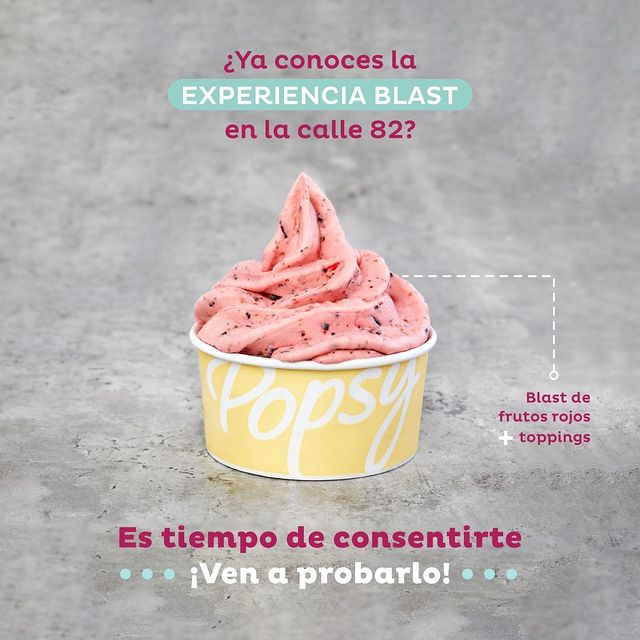 ¿Ya conoces la
EXPERIENCIA BLAST
en la calle 82?
Popsy
Blast de
frutos rojos
+ toppings
Es tiempo de consentirte
¡Ven a probarlo!